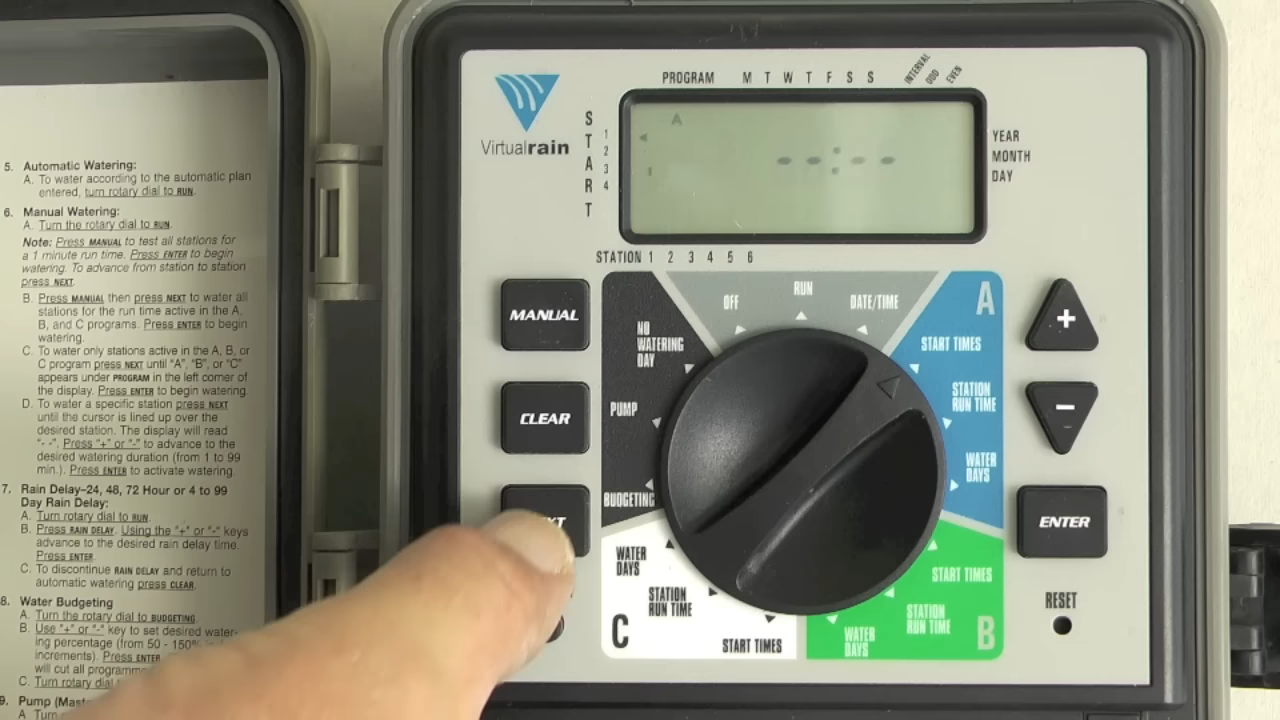 5. Automatic Watering:
A. To water according to the automatic plan
entered, turn rotary dial to RUN.
6. Manual Watering:
A. Turn the rotary dial to RUN.
Note: Press MANUAL to test all stations for
a 1 minute run time. Press ENTER to begin
watering. To advance from station to station
press NEXT.
B. Press MANUAL then press NEXT to water all
stations for the run time active in the A,
B, and C programs. Press ENTER to begin
watering.
C. To water only stations active in the A, B, or
C program press NEXT until "A", "B", or "C"
appears under PROGRAM in the left corner of
the display. Press ENTER to begin watering.
D. To water a specific station press NEXT
until the cursor is lined up over the
desired station. The display will read
"- -". Press "+" or "-" to advance to the
desired watering duration (from 1 to 99
min.). Press ENTER to activate watering.
7. Rain Delay–24, 48, 72 Hour or 4 to 99
Day Rain Delay:
A. Turn rotary dial to RUN.
B. Press RAIN DELAY. Using the "+" or "-" keys
advance to the desired rain delay time.
Press ENTER.
C. To discontinue RAIN DELAY and return to
automatic watering press CLEAR.
8. Water Budgeting
A. Turn the rotary dial to BUDGETING.
B. Use "+" or "-" key to set desired water-
ing percentage (from 50 - 150%
increments). Press ENTER
will cut all
C. Turn rotary
9. Pump
A. Turn
Virtualrain
PROGRAM M T W T F S S INTERVAL ODD EVEN
START
1
2
3
4
A
--:--
YEAR
MONTH
DAY
STATION 1 2 3 4 5 6
MANUAL
CLEAR
OFF
RUN
DATE/TIME
A
START TIMES
STATION
RUN TIME
WATER
DAYS
START TIMES
STATION
RUN TIME
WATER
DAYS
B
START TIMES
STATION
RUN TIME
WATER
DAYS
C
BUDGETING
PUMP
NO
WATERING
DAY
+
-
ENTER
RESET